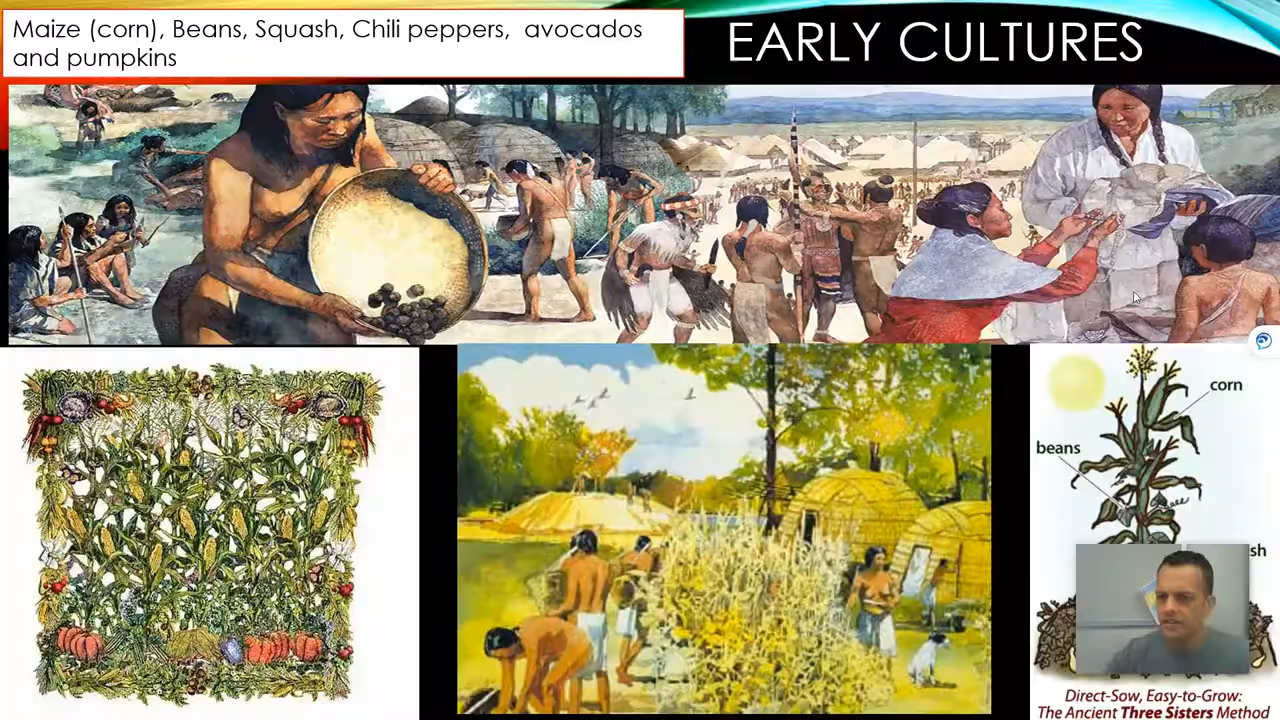 Maize (corn), Beans, Squash, Chili peppers,  avocados
and pumpkins
EARLY CULTURES
corn
beans
sh
Direct-Sow, Easy-to-Grow:
The Ancient Three Sisters Method